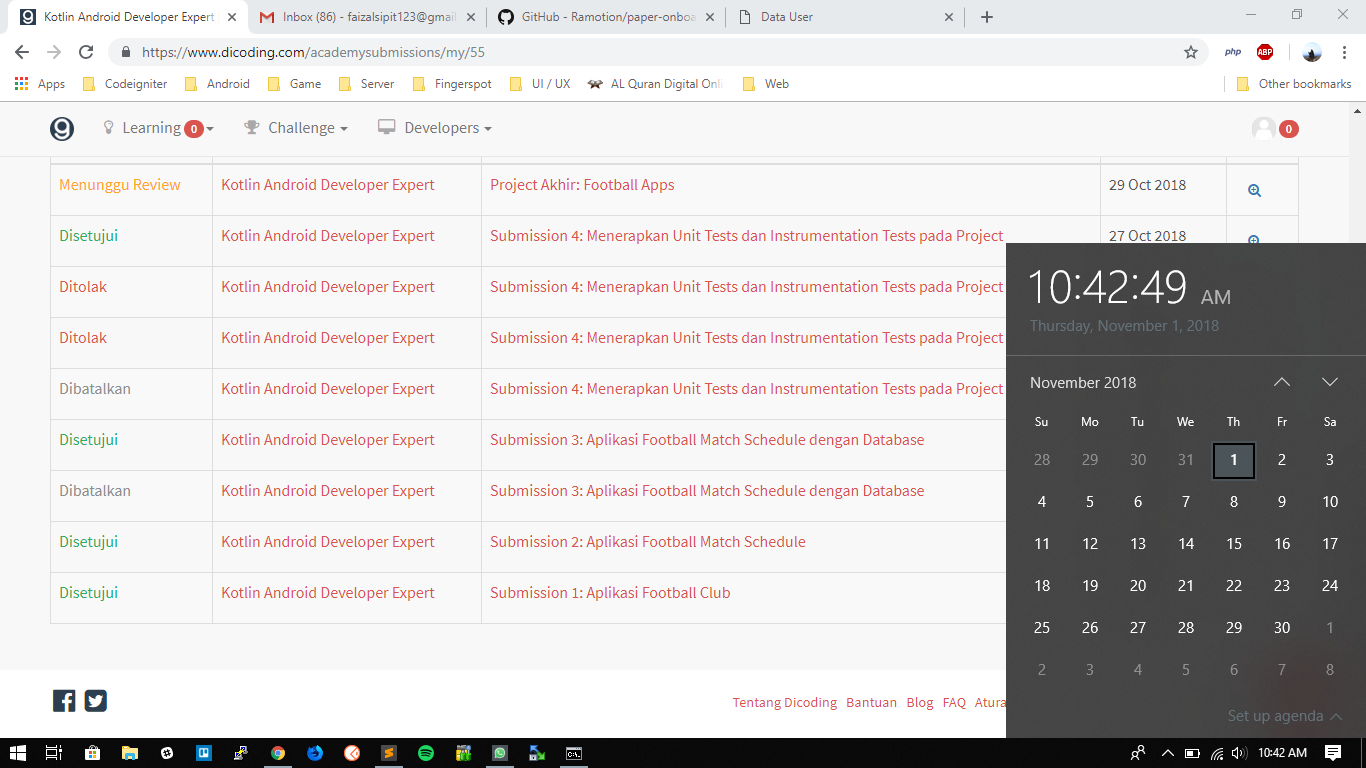 Kotlin Android Developer Expert
Inbox (86) - faizalsipit123@gmail
GitHub - Ramotion/paper-onboa
Data User
https://www.dicoding.com/academysubmissions/my/55
php
ABP
Apps Codeigniter Android Game Server Fingerspot UI / UX AL Quran Digital Onli Web Other bookmarks
Learning 0 Challenge Developers 0
Menunggu Review Kotlin Android Developer Expert Project Akhir: Football Apps 29 Oct 2018
Disetujui Kotlin Android Developer Expert Submission 4: Menerapkan Unit Tests dan Instrumentation Tests pada Project 27 Oct 2018
Ditolak Kotlin Android Developer Expert Submission 4: Menerapkan Unit Tests dan Instrumentation Tests pada Project
Ditolak Kotlin Android Developer Expert Submission 4: Menerapkan Unit Tests dan Instrumentation Tests pada Project
Dibatalkan Kotlin Android Developer Expert Submission 4: Menerapkan Unit Tests dan Instrumentation Tests pada Project
Disetujui Kotlin Android Developer Expert Submission 3: Aplikasi Football Match Schedule dengan Database
Dibatalkan Kotlin Android Developer Expert Submission 3: Aplikasi Football Match Schedule dengan Database
Disetujui Kotlin Android Developer Expert Submission 2: Aplikasi Football Match Schedule
Disetujui Kotlin Android Developer Expert Submission 1: Aplikasi Football Club
Tentang Dicoding Bantuan Blog FAQ Atura
10:42:49 AM
Thursday, November 1, 2018
November 2018
Su Mo Tu We Th Fr Sa
28 29 30 31 1 2 3
4 5 6 7 8 9 10
11 12 13 14 15 16 17
18 19 20 21 22 23 24
25 26 27 28 29 30 1
2 3 4 5 6 7 8
Set up agenda
10:42 AM